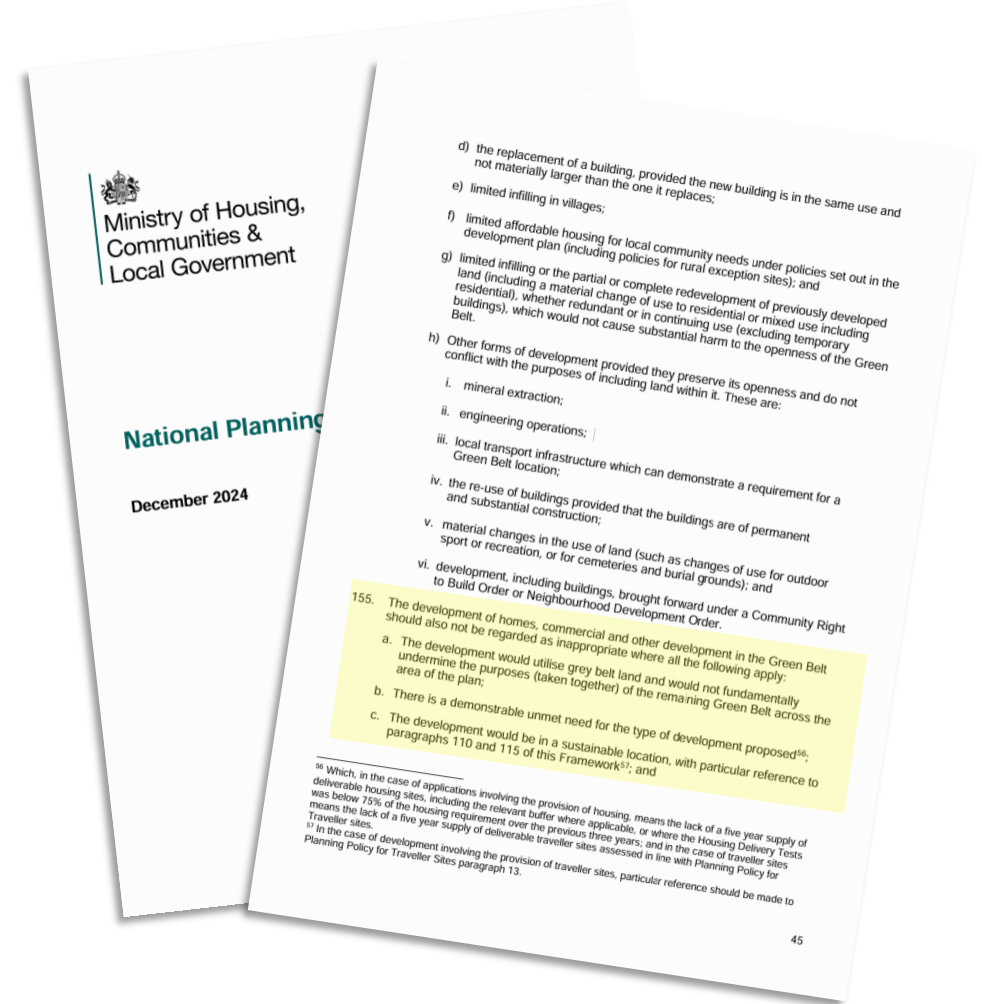 Ministry of Housing,
Communities &
Local Government
National Planning
December 2024
d) the replacement of a building, provided the new building is in the same use and
not materially larger than the one it replaces;
e) limited infilling in villages;
f) limited affordable housing for local community needs under policies set out in the
development plan (including policies for rural exception sites); and
g) limited infilling or the partial or complete redevelopment of previously developed
land (including a material change of use to residential or mixed use including
residential), whether redundant or in continuing use (excluding temporary
buildings), which would not cause substantial harm to the openness of the Green
Belt.
h) Other forms of development provided they preserve its openness and do not
conflict with the purposes of including land within it. These are:
i. mineral extraction;
ii. engineering operations;
iii. local transport infrastructure which can demonstrate a requirement for a
Green Belt location;
iv. the re-use of buildings provided that the buildings are of permanent
and substantial construction;
v. material changes in the use of land (such as changes of use for outdoor
sport or recreation, or for cemeteries and burial grounds); and
vi. development, including buildings, brought forward under a Community Right
to Build Order or Neighbourhood Development Order.
155. The development of homes, commercial and other development in the Green Belt
should also not be regarded as inappropriate where all the following apply:
a. The development would utilise grey belt land and would not fundamentally
undermine the purposes (taken together) of the remaining Green Belt across the
area of the plan;
b. There is a demonstrable unmet need for the type of development proposed⁵⁶;
c. The development would be in a sustainable location, with particular reference to
paragraphs 110 and 115 of this Framework⁵⁷; and
⁵⁶ Which, in the case of applications involving the provision of housing, means the lack of a five year supply of
deliverable housing sites, including the relevant buffer where applicable, or where the Housing Delivery Tests
was below 75% of the housing requirement over the previous three years; and in the case of traveller sites
means the lack of a five year supply of deliverable traveller sites assessed in line with Planning Policy for
Traveller sites.
⁵⁷ In the case of development involving the provision of traveller sites, particular reference should be made to
Planning Policy for Traveller Sites paragraph 13.
45